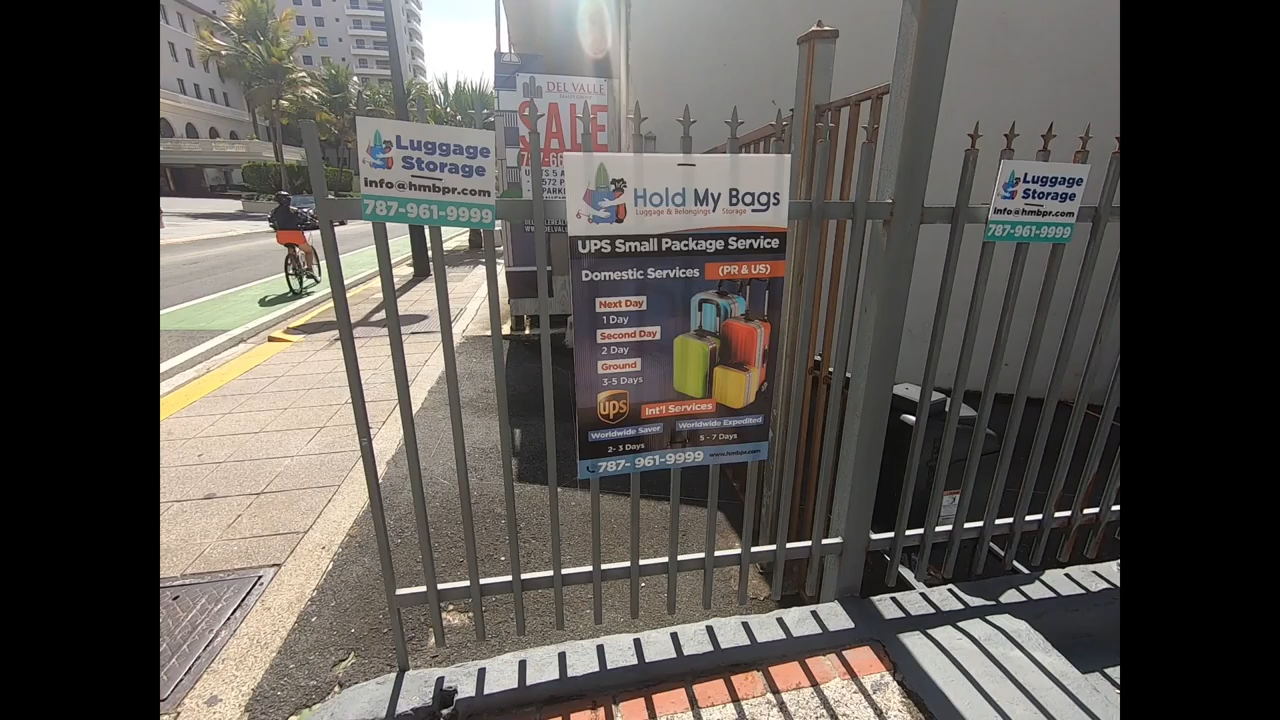 Luggage
Storage
info@hmbpr.com
787-961-9999
DEL VALLE
SALE
Hold My Bags
Luggage & Belongings Storage
UPS Small Package Service
Domestic Services (PR & US)
Next Day
1 Day
Second Day
2 Day
Ground
3-5 Days
ups
Int'l Services
Worldwide Saver
2- 3 Days
Worldwide Expedited
5 - 7 Days
787- 961-9999 www.hmbpr.com
Luggage
Storage
info@hmbpr.com
787-961-9999